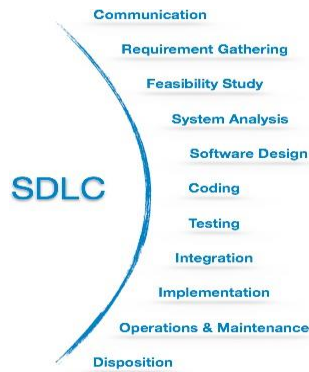 Communication
Requirement Gathering
Feasibility Study
System Analysis
Software Design
SDLC
Coding
Testing
Integration
Implementation
Operations & Maintenance
Disposition